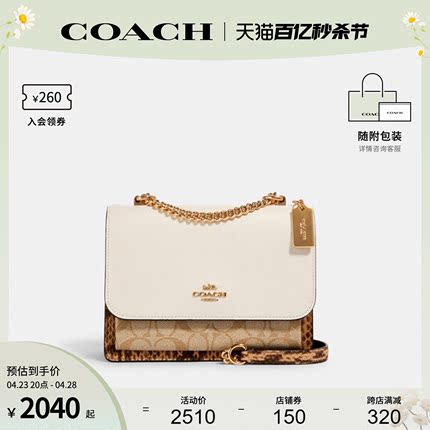 COACH | 天猫百亿秒杀节
¥260
入会领券
COACH COACH
随附包装
详情咨询客服
COACH
预估到手价
04.23 20点 - 04.28
¥ 2040 起
=
活动价
2510
-
店铺券
150
-
跨店满减
320